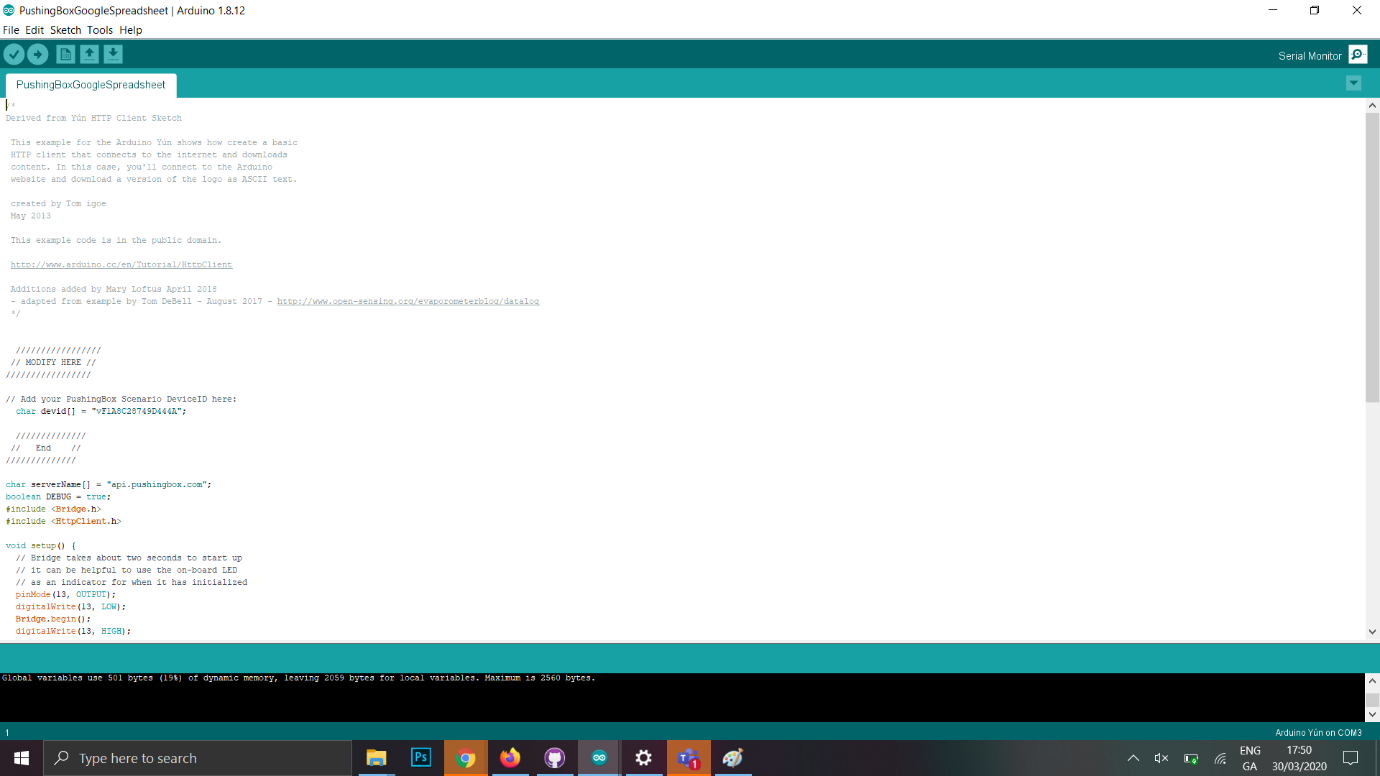 PushingBoxGoogleSpreadsheet | Arduino 1.8.12
File Edit Sketch Tools Help
Serial Monitor
PushingBoxGoogleSpreadsheet
/*
Derived from Yún HTTP Client Sketch
This example for the Arduino Yún shows how create a basic
HTTP client that connects to the internet and downloads
content. In this case, you'll connect to the Arduino
website and download a version of the logo as ASCII text.
created by Tom igoe
May 2013
This example code is in the public domain.
http://www.arduino.cc/en/Tutorial/HttpClient
Additions added by Mary Loftus April 2018
- adapted from example by Tom DeBell - August 2017 - http://www.open-sensing.org/evaporometerblog/datalog
*/
/////////////////
// MODIFY HERE //
/////////////////
// Add your PushingBox Scenario DeviceID here:
char devid[] = "vF1A8C28749D444A";
//////////////
// End //
//////////////
char serverName[] = "api.pushingbox.com";
boolean DEBUG = true;
#include <Bridge.h>
#include <HttpClient.h>
void setup() {
// Bridge takes about two seconds to start up
// it can be helpful to use the on-board LED
// as an indicator for when it has initialized
pinMode(13, OUTPUT);
digitalWrite(13, LOW);
Bridge.begin();
digitalWrite(13, HIGH);
Global variables use 501 bytes (19%) of dynamic memory, leaving 2059 bytes for local variables. Maximum is 2560 bytes.
1
Arduino Yún on COM3
Type here to search
Ps
1
ENG
GA
17:50
30/03/2020